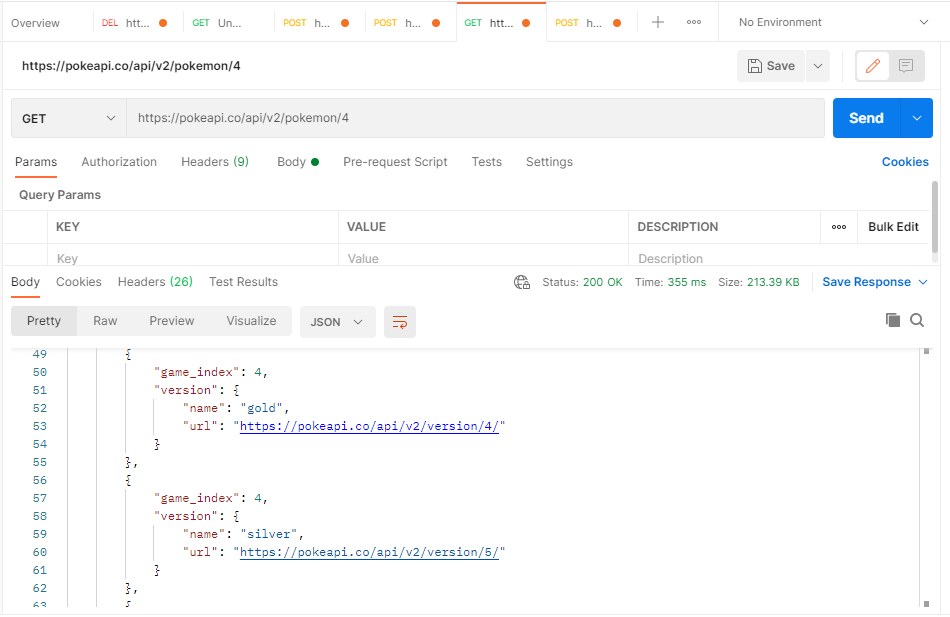 Overview DEL htt... GET Un... POST h... POST h... GET htt... POST h... No Environment
https://pokeapi.co/api/v2/pokemon/4 Save
GET https://pokeapi.co/api/v2/pokemon/4 Send
Params Authorization Headers (9) Body Pre-request Script Tests Settings Cookies
Query Params
KEY VALUE DESCRIPTION Bulk Edit
Key Value Description
Body Cookies Headers (26) Test Results Status: 200 OK Time: 355 ms Size: 213.39 KB Save Response
Pretty Raw Preview Visualize JSON
49 {
50 "game_index": 4,
51 "version": {
52 "name": "gold",
53 "url": "https://pokeapi.co/api/v2/version/4/"
54 }
55 },
56 {
57 "game_index": 4,
58 "version": {
59 "name": "silver",
60 "url": "https://pokeapi.co/api/v2/version/5/"
61 }
62 },
63 {